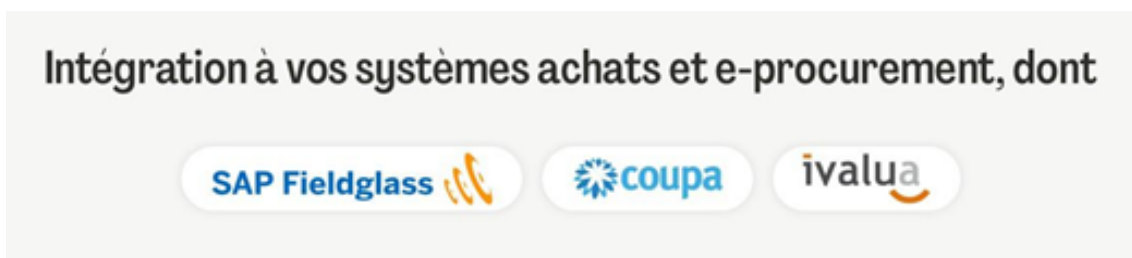 Intégration à vos systèmes achats et e-procurement, dont
SAP Fieldglass coupa ivalua